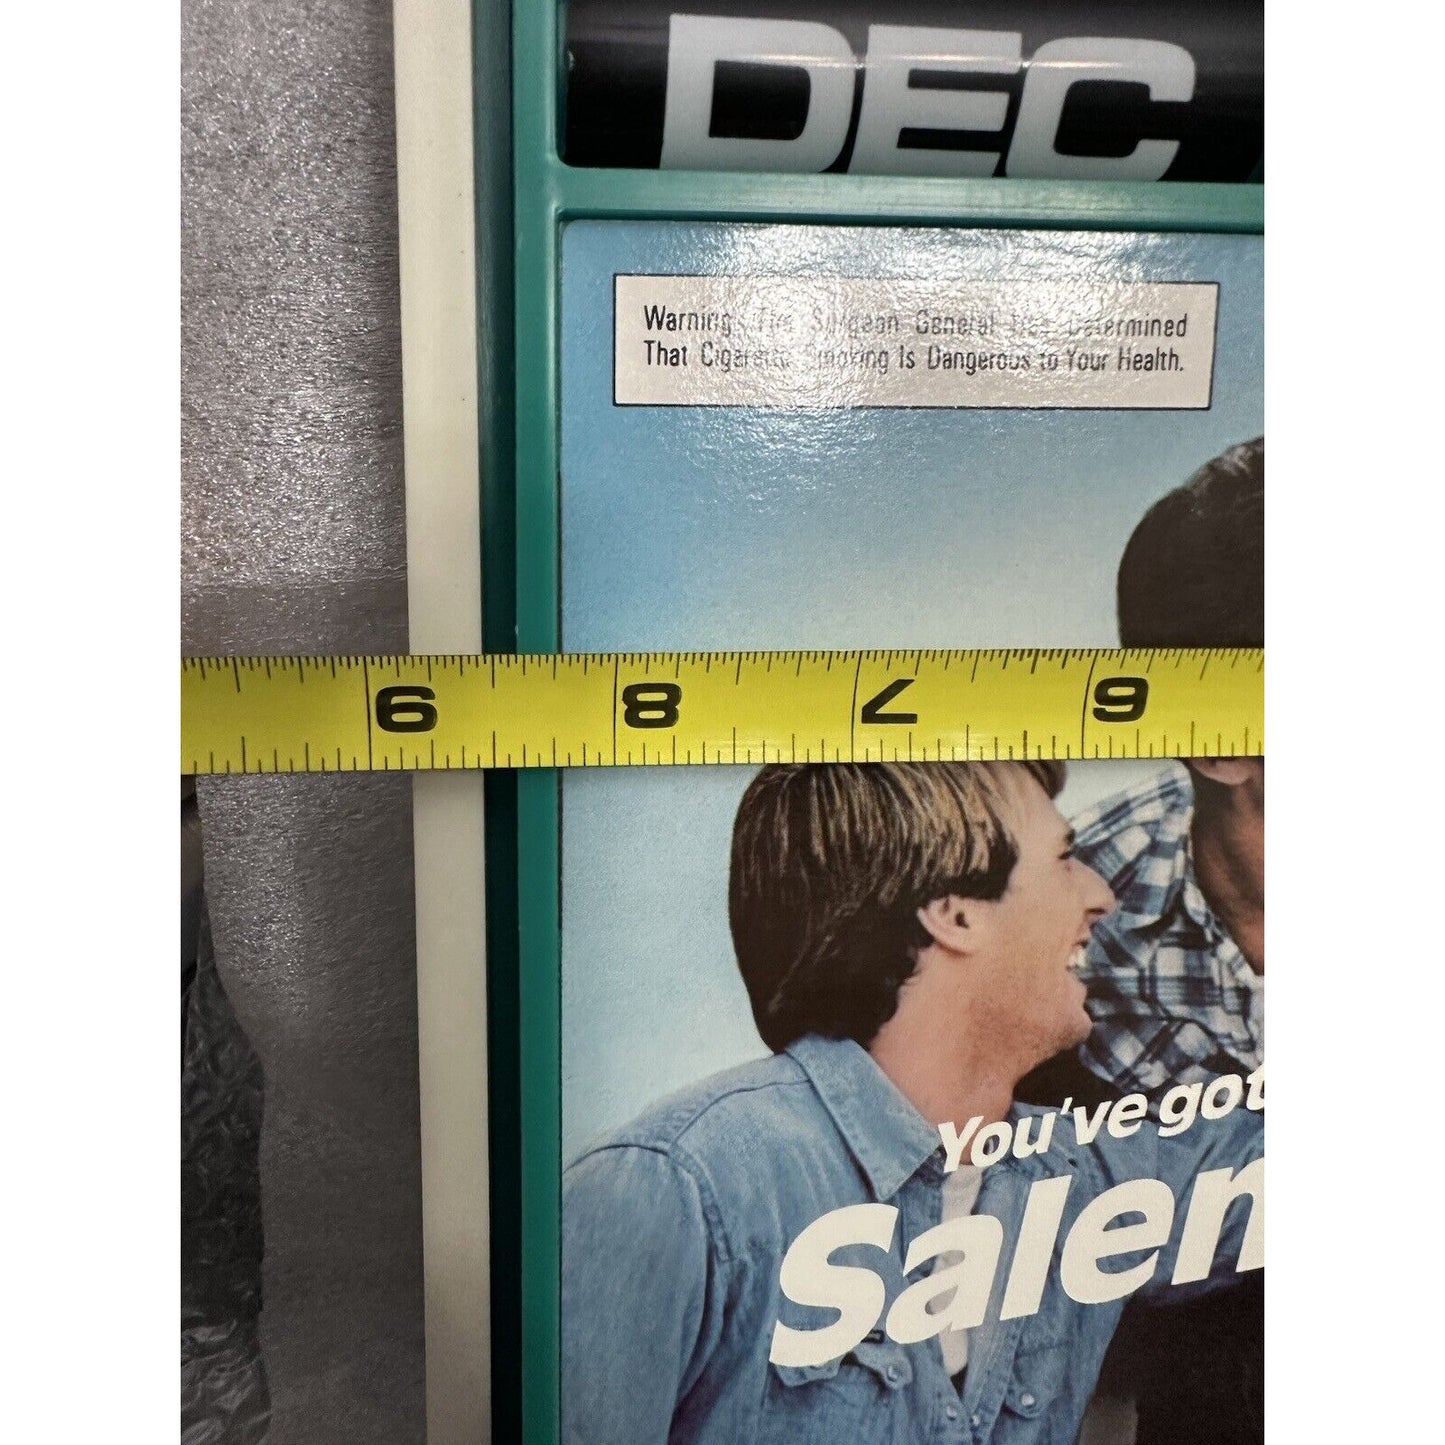 DEC
Warning: The Surgeon General Has Determined
That Cigarette Smoking Is Dangerous to Your Health.
9 8 7 6
You've got
Salem